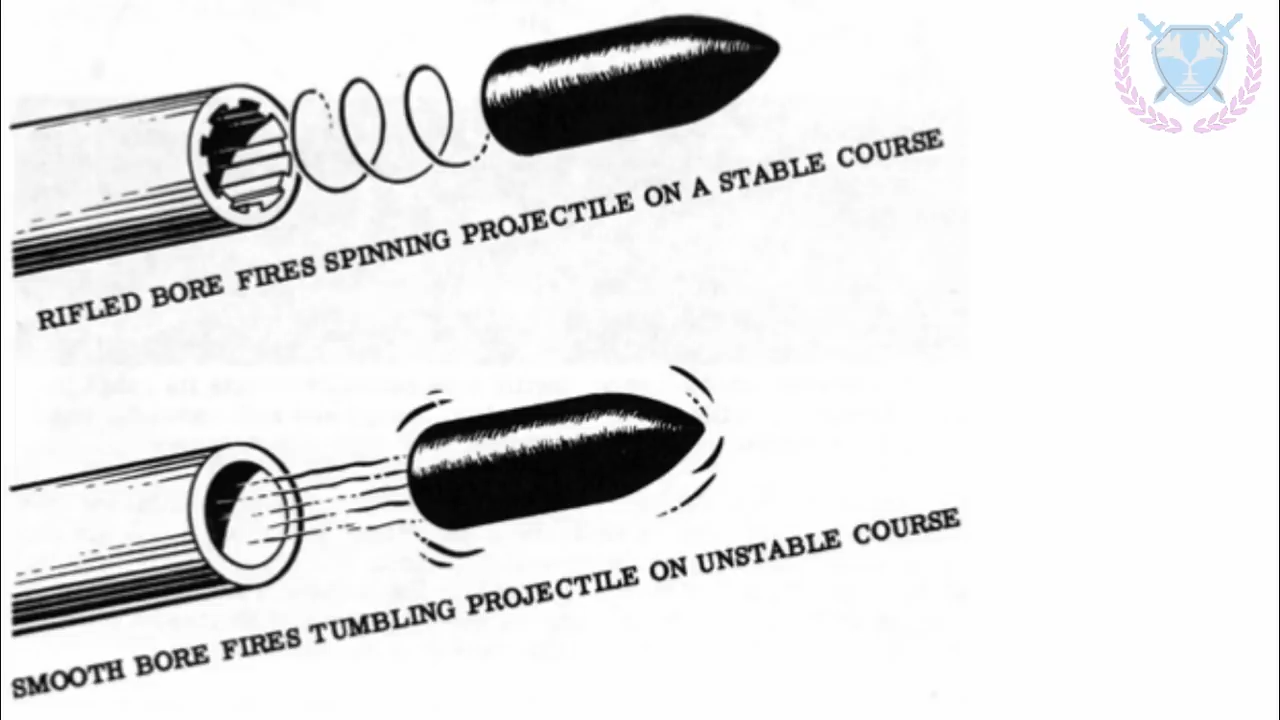 RIFLED BORE FIRES SPINNING PROJECTILE ON A STABLE COURSE
SMOOTH BORE FIRES TUMBLING PROJECTILE ON UNSTABLE COURSE